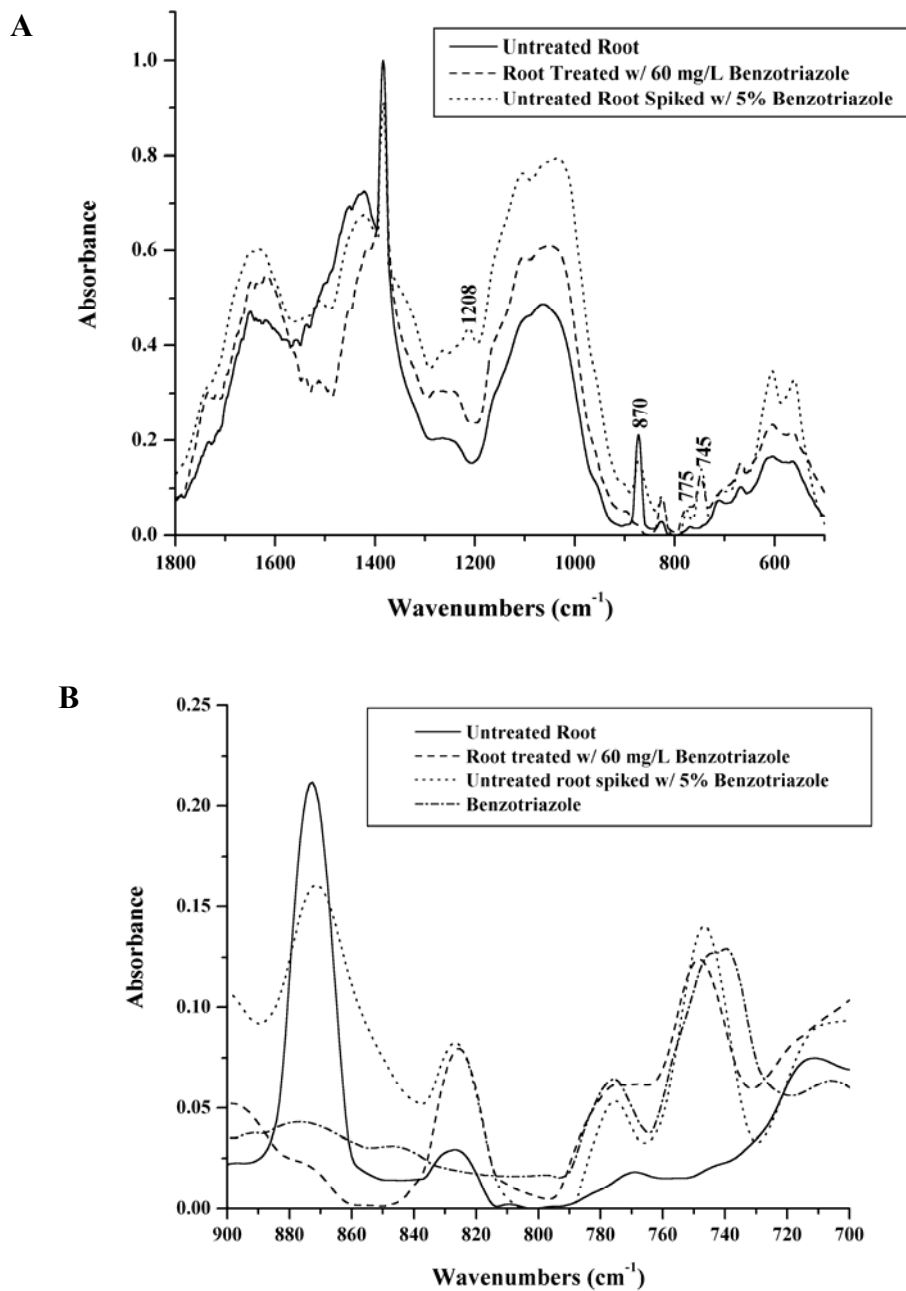 A
Untreated Root
Root Treated w/ 60 mg/L Benzotriazole
Untreated Root Spiked w/ 5% Benzotriazole
1.0
0.8
0.6
0.4
0.2
0.0
Absorbance
1208
870
775
745
1800
1600
1400
1200
1000
800
600
Wavenumbers (cm-1)
B
Untreated Root
Root treated w/ 60 mg/L Benzotriazole
Untreated root spiked w/ 5% Benzotriazole
Benzotriazole
0.25
0.20
0.15
0.10
0.05
0.00
Absorbance
900
880
860
840
820
800
780
760
740
720
700
Wavenumbers (cm-1)